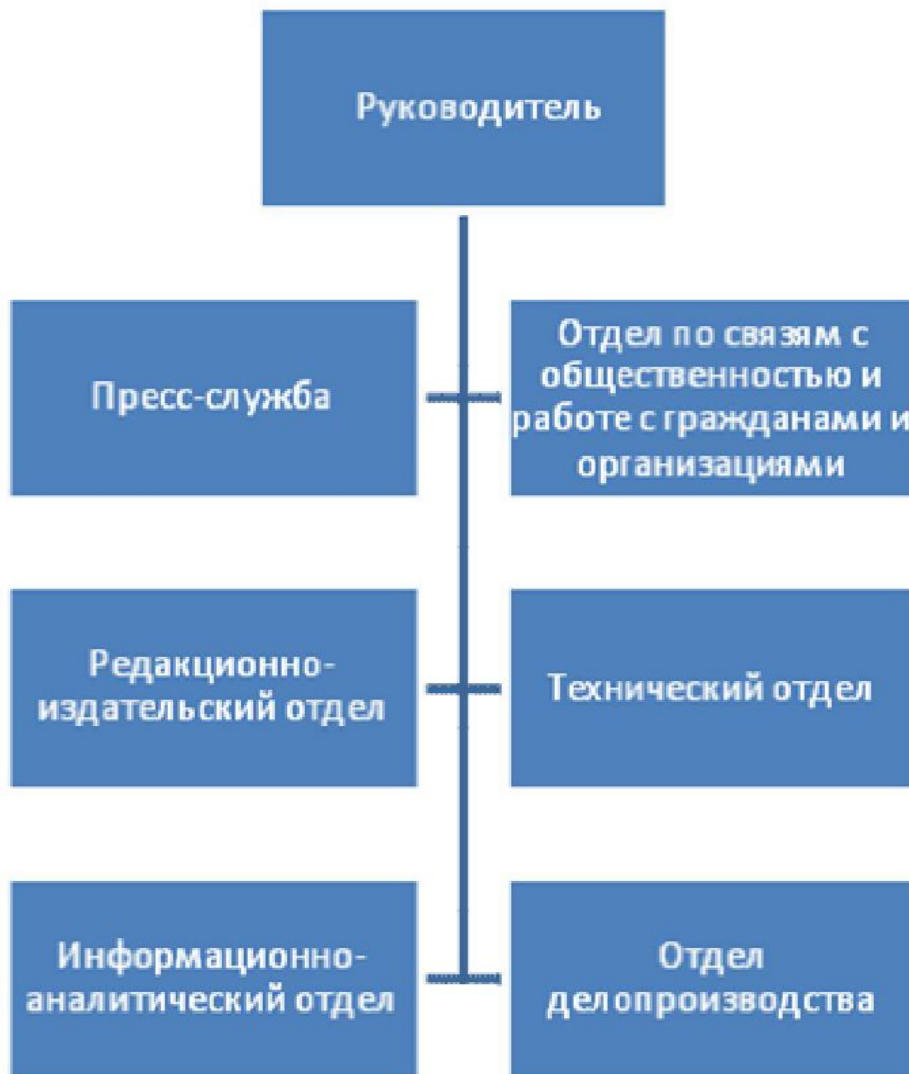 Руководитель
Пресс-служба
Отдел по связям с
общественностью и
работе с гражданами и
организациями
Редакционно-
издательский отдел
Технический отдел
Информационно-
аналитический отдел
Отдел
делопроизводства